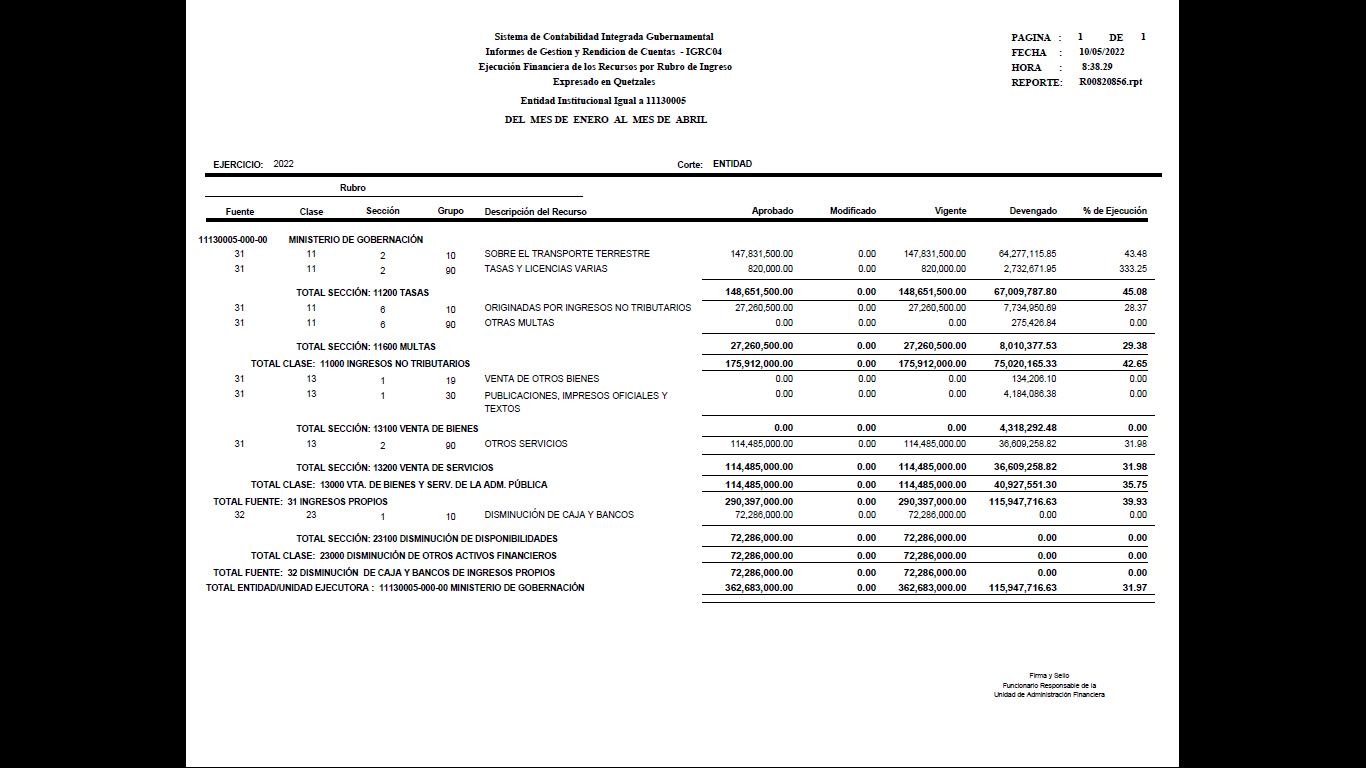 Sistema de Contabilidad Integrada Gubernamental
Informes de Gestion y Rendicion de Cuentas - IGRC04
Ejecución Financiera de los Recursos por Rubro de Ingreso
Expresado en Quetzales
Entidad Institucional Igual a 11130005
DEL MES DE ENERO AL MES DE ABRIL
PAGINA : 1 DE 1
FECHA : 10/05/2022
HORA : 8:38.29
REPORTE: R00820856.rpt
EJERCICIO: 2022 Corte: ENTIDAD
Rubro
Fuente Clase Sección Grupo Descripción del Recurso Aprobado Modificado Vigente Devengado % de Ejecución
11130005-000-00 MINISTERIO DE GOBERNACIÓN
31 11 2 10 SOBRE EL TRANSPORTE TERRESTRE 147,831,500.00 0.00 147,831,500.00 64,277,115.85 43.48
31 11 2 90 TASAS Y LICENCIAS VARIAS 820,000.00 0.00 820,000.00 2,732,671.95 333.25
TOTAL SECCIÓN: 11200 TASAS 148,651,500.00 0.00 148,651,500.00 67,009,787.80 45.08
31 11 6 10 ORIGINADAS POR INGRESOS NO TRIBUTARIOS 27,260,500.00 0.00 27,260,500.00 7,734,950.69 28.37
31 11 6 90 OTRAS MULTAS 0.00 0.00 0.00 275,426.84 0.00
TOTAL SECCIÓN: 11600 MULTAS 27,260,500.00 0.00 27,260,500.00 8,010,377.53 29.38
TOTAL CLASE: 11000 INGRESOS NO TRIBUTARIOS 175,912,000.00 0.00 175,912,000.00 75,020,165.33 42.65
31 13 1 19 VENTA DE OTROS BIENES 0.00 0.00 0.00 134,206.10 0.00
31 13 1 30 PUBLICACIONES, IMPRESOS OFICIALES Y 0.00 0.00 0.00 4,184,086.38 0.00
TEXTOS
TOTAL SECCIÓN: 13100 VENTA DE BIENES 0.00 0.00 0.00 4,318,292.48 0.00
31 13 2 90 OTROS SERVICIOS 114,485,000.00 0.00 114,485,000.00 36,609,258.82 31.98
TOTAL SECCIÓN: 13200 VENTA DE SERVICIOS 114,485,000.00 0.00 114,485,000.00 36,609,258.82 31.98
TOTAL CLASE: 13000 VTA. DE BIENES Y SERV. DE LA ADM. PÚBLICA 114,485,000.00 0.00 114,485,000.00 40,927,551.30 35.75
TOTAL FUENTE: 31 INGRESOS PROPIOS 290,397,000.00 0.00 290,397,000.00 115,947,716.63 39.93
32 23 1 10 DISMINUCIÓN DE CAJA Y BANCOS 72,286,000.00 0.00 72,286,000.00 0.00 0.00
TOTAL SECCIÓN: 23100 DISMINUCIÓN DE DISPONIBILIDADES 72,286,000.00 0.00 72,286,000.00 0.00 0.00
TOTAL CLASE: 23000 DISMINUCIÓN DE OTROS ACTIVOS FINANCIEROS 72,286,000.00 0.00 72,286,000.00 0.00 0.00
TOTAL FUENTE: 32 DISMINUCIÓN DE CAJA Y BANCOS DE INGRESOS PROPIOS 72,286,000.00 0.00 72,286,000.00 0.00 0.00
TOTAL ENTIDAD/UNIDAD EJECUTORA : 11130005-000-00 MINISTERIO DE GOBERNACIÓN 362,683,000.00 0.00 362,683,000.00 115,947,716.63 31.97
Firma y Sello
Funcionario Responsable de la
Unidad de Administración Financiera